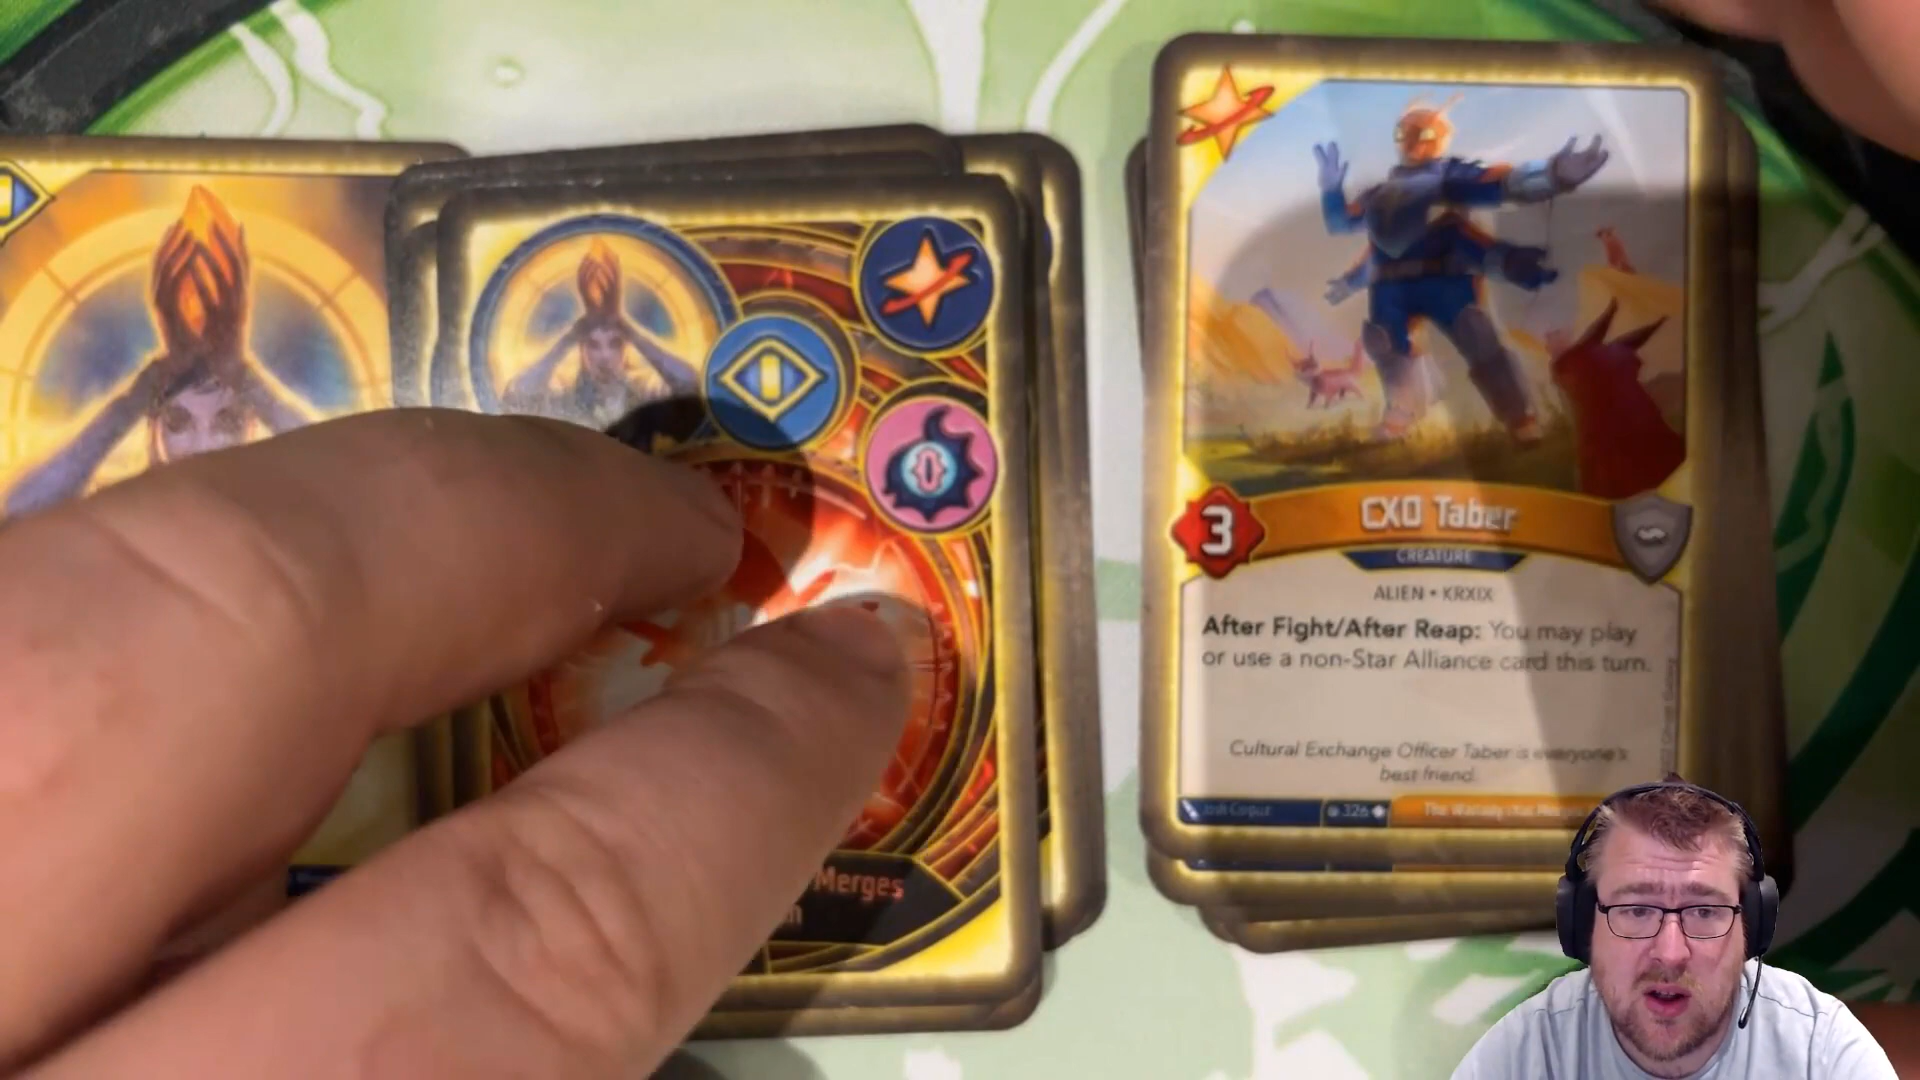 Merges
3
CXO Taber
CREATURE
ALIEN • KRXIX
After Fight/After Reap: You may play
or use a non-Star Alliance card this turn.
Cultural Exchange Officer Taber is everyone's
best friend.
326